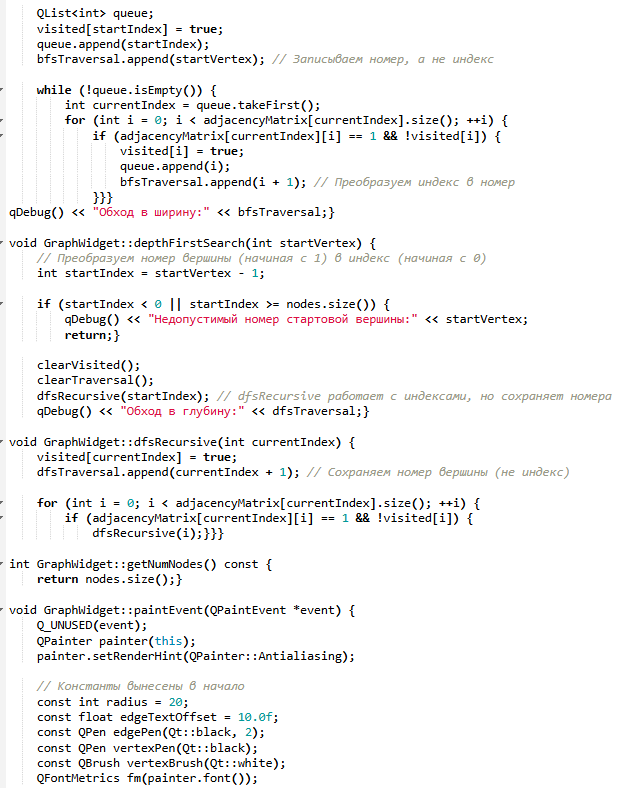 QList<int> queue;
visited[startIndex] = true;
queue.append(startIndex);
bfsTraversal.append(startVertex); // Записываем номер, а не индекс
while (!queue.isEmpty()) {
int currentIndex = queue.takeFirst();
for (int i = 0; i < adjacencyMatrix[currentIndex].size(); ++i) {
if (adjacencyMatrix[currentIndex][i] == 1 && !visited[i]) {
visited[i] = true;
queue.append(i);
bfsTraversal.append(i + 1); // Преобразуем индекс в номер
}}}
qDebug() << "Обход в ширину:" << bfsTraversal;}
void GraphWidget::depthFirstSearch(int startVertex) {
// Преобразуем номер вершины (начиная с 1) в индекс (начиная с 0)
int startIndex = startVertex - 1;
if (startIndex < 0 || startIndex >= nodes.size()) {
qDebug() << "Недопустимый номер стартовой вершины:" << startVertex;
return;}
clearVisited();
clearTraversal();
dfsRecursive(startIndex); // dfsRecursive работает с индексами, но сохраняет номера
qDebug() << "Обход в глубину:" << dfsTraversal;}
void GraphWidget::dfsRecursive(int currentIndex) {
visited[currentIndex] = true;
dfsTraversal.append(currentIndex + 1); // Сохраняем номер вершины (не индекс)
for (int i = 0; i < adjacencyMatrix[currentIndex].size(); ++i) {
if (adjacencyMatrix[currentIndex][i] == 1 && !visited[i]) {
dfsRecursive(i);}}}
int GraphWidget::getNumNodes() const {
return nodes.size();}
void GraphWidget::paintEvent(QPaintEvent *event) {
Q_UNUSED(event);
QPainter painter(this);
painter.setRenderHint(QPainter::Antialiasing);
// Константы вынесены в начало
const int radius = 20;
const float edgeTextOffset = 10.0f;
const QPen edgePen(Qt::black, 2);
const QPen vertexPen(Qt::black);
const QBrush vertexBrush(Qt::white);
QFontMetrics fm(painter.font());